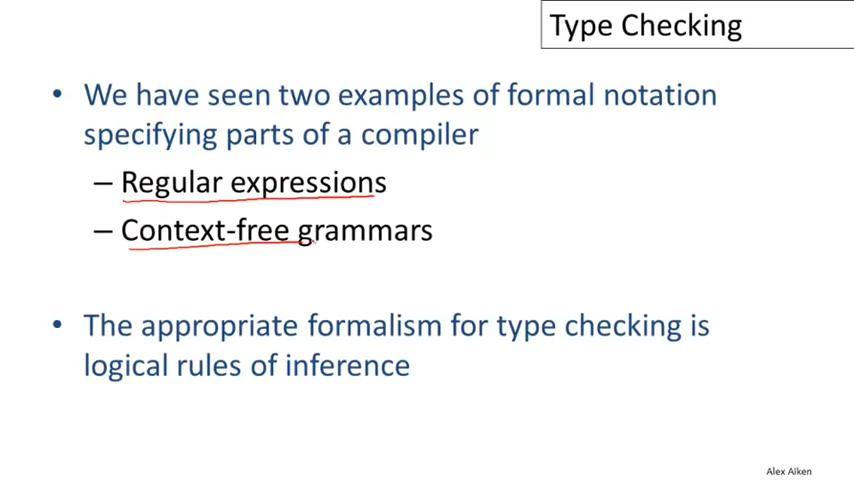 Type Checking
• We have seen two examples of formal notation
specifying parts of a compiler
– Regular expressions
– Context-free grammars
• The appropriate formalism for type checking is
logical rules of inference
Alex Aiken